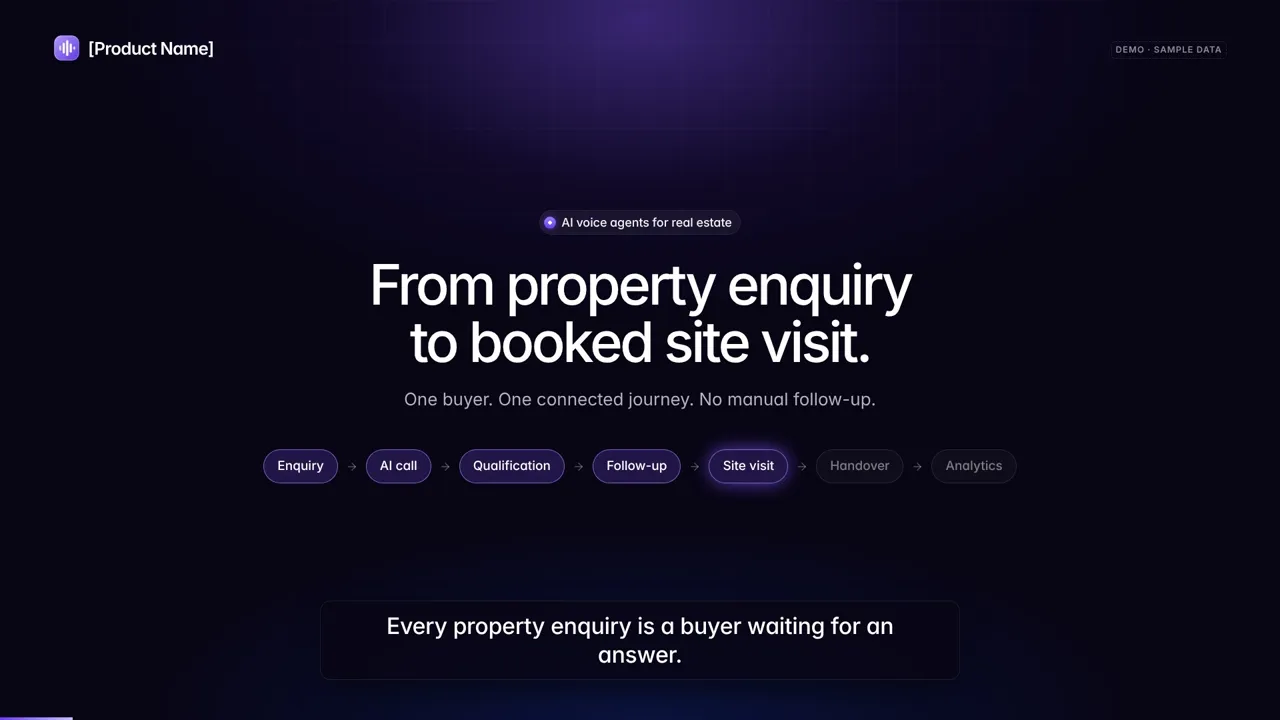 [Product Name]
DEMO · SAMPLE DATA
AI voice agents for real estate
From property enquiry
to booked site visit.
One buyer. One connected journey. No manual follow-up.
Enquiry → AI call → Qualification → Follow-up → Site visit → Handover → Analytics
Every property enquiry is a buyer waiting for an
answer.